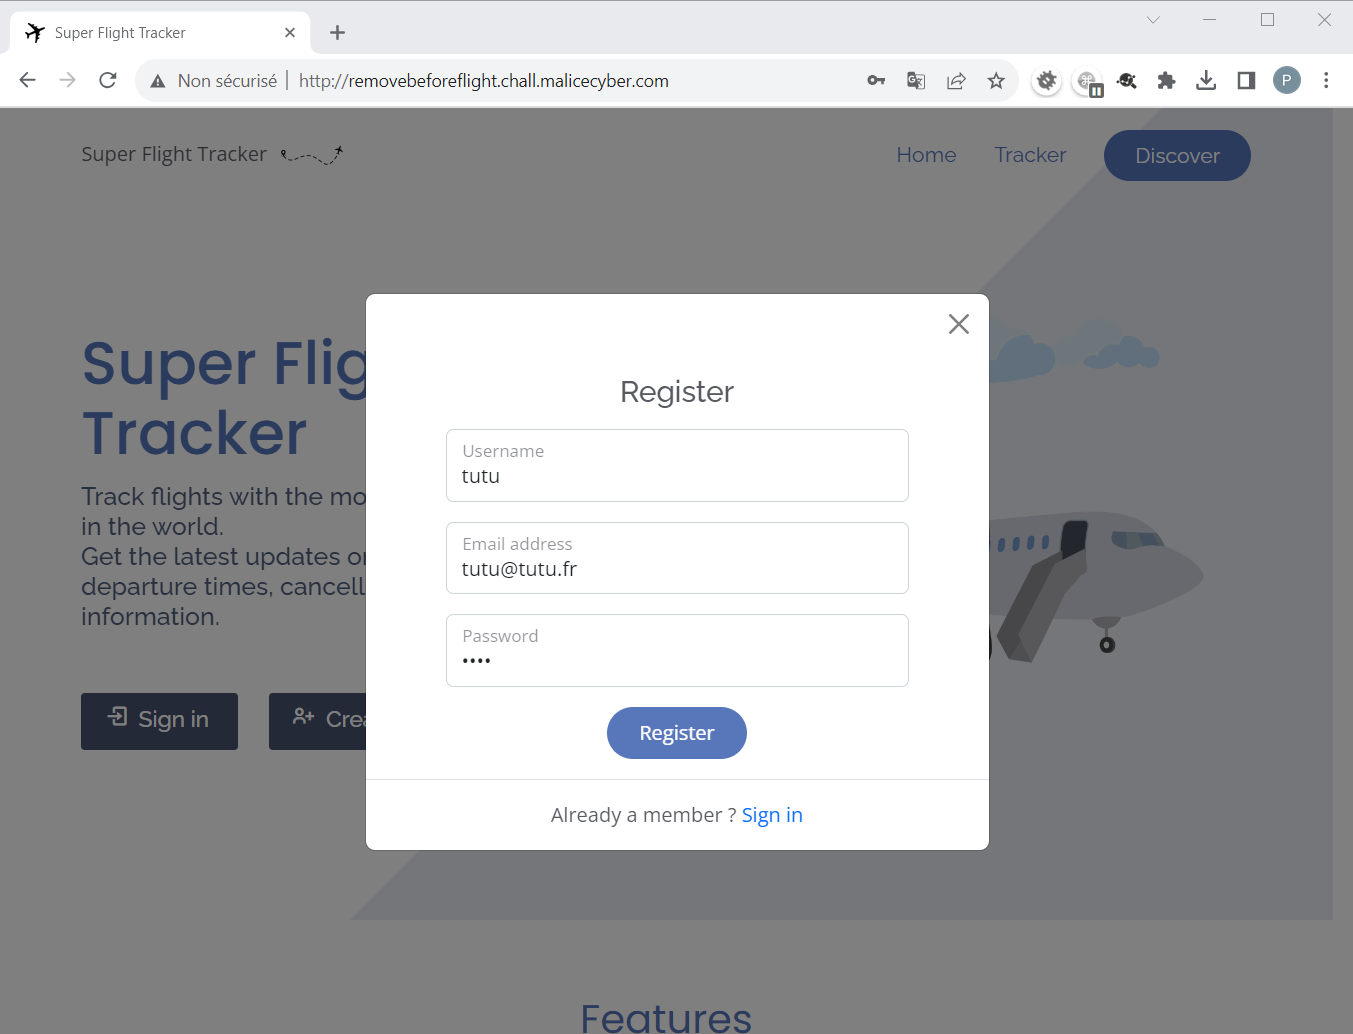 Super Flight Tracker
Non sécurisé | http://removebeforeflight.chall.malicecyber.com
P
Super Flight Tracker
Home
Tracker
Discover
Super Flig
Tracker
Track flights with the mo
in the world.
Get the latest updates o
departure times, cancell
information.
Sign in
Crea
Register
Username
tutu
Email address
tutu@tutu.fr
Password
••••
Register
Already a member ? Sign in
Features